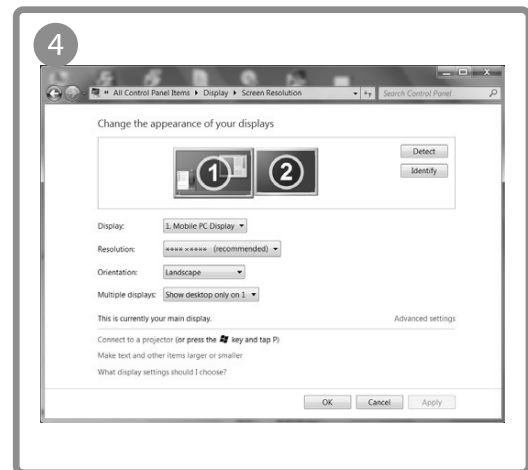 4
All Control Panel Items ▸ Display ▸ Screen Resolution
Search Control Panel
Change the appearance of your displays
1 2
Detect
Identify
Display: 1. Mobile PC Display
Resolution: **** ×**** (recommended)
Orientation: Landscape
Multiple displays: Show desktop only on 1
This is currently your main display. Advanced settings
Connect to a projector (or press the key and tap P)
Make text and other items larger or smaller
What display settings should I choose?
OK Cancel Apply